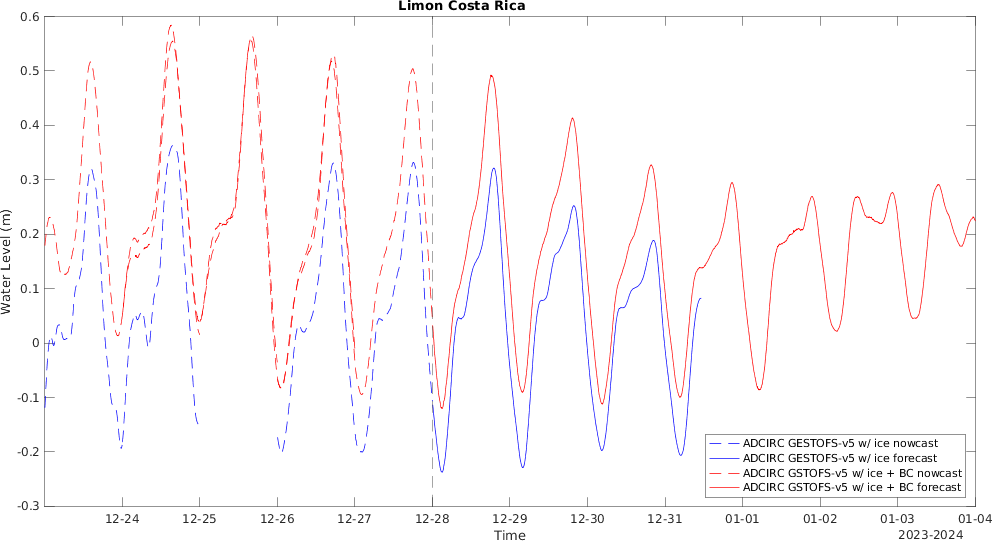 Limon Costa Rica
0.6
0.5
0.4
0.3
0.2
0.1
0
-0.1
-0.2
-0.3
Water Level (m)
ADCIRC GESTOFS-v5 w/ ice nowcast
ADCIRC GESTOFS-v5 w/ ice forecast
ADCIRC GSTOFS-v5 w/ ice + BC nowcast
ADCIRC GSTOFS-v5 w/ ice + BC forecast
12-24 12-25 12-26 12-27 12-28 12-29 12-30 12-31 01-01 01-02 01-03 01-04
Time
2023-2024